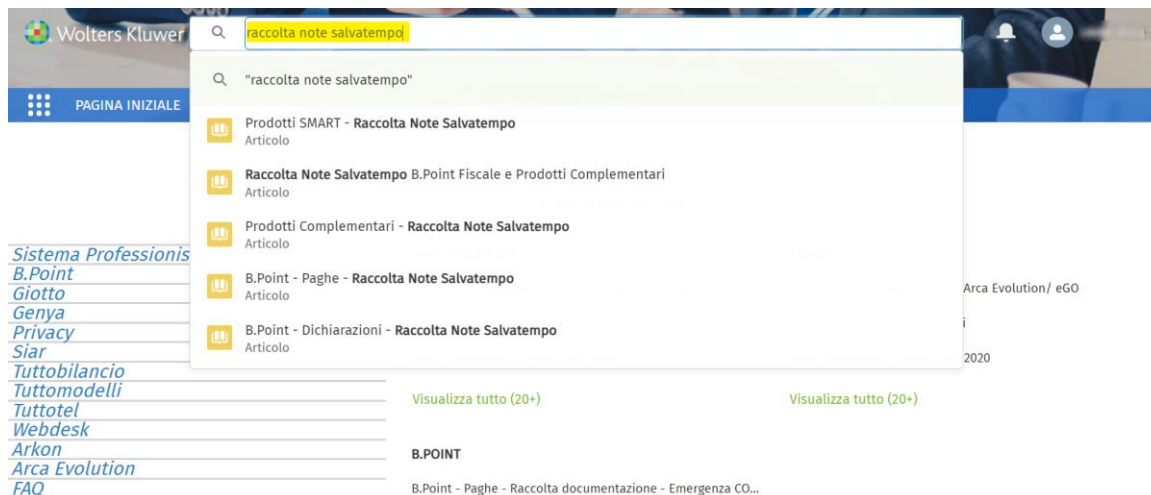 Wolters Kluwer
raccolta note salvatempo
"raccolta note salvatempo"
PAGINA INIZIALE
Prodotti SMART - Raccolta Note Salvatempo
Articolo
Raccolta Note Salvatempo B.Point Fiscale e Prodotti Complementari
Articolo
Prodotti Complementari - Raccolta Note Salvatempo
Articolo
B.Point - Paghe - Raccolta Note Salvatempo
Articolo
B.Point - Dichiarazioni - Raccolta Note Salvatempo
Articolo
Sistema Professionis
B.Point
Giotto
Genya
Privacy
Siar
Tuttobilancio
Tuttomodelli
Tuttotel
Webdesk
Arkon
Arca Evolution
FAQ
Arca Evolution/ eGO
i
2020
Visualizza tutto (20+)
Visualizza tutto (20+)
B.POINT
B.Point - Paghe - Raccolta documentazione - Emergenza CO...